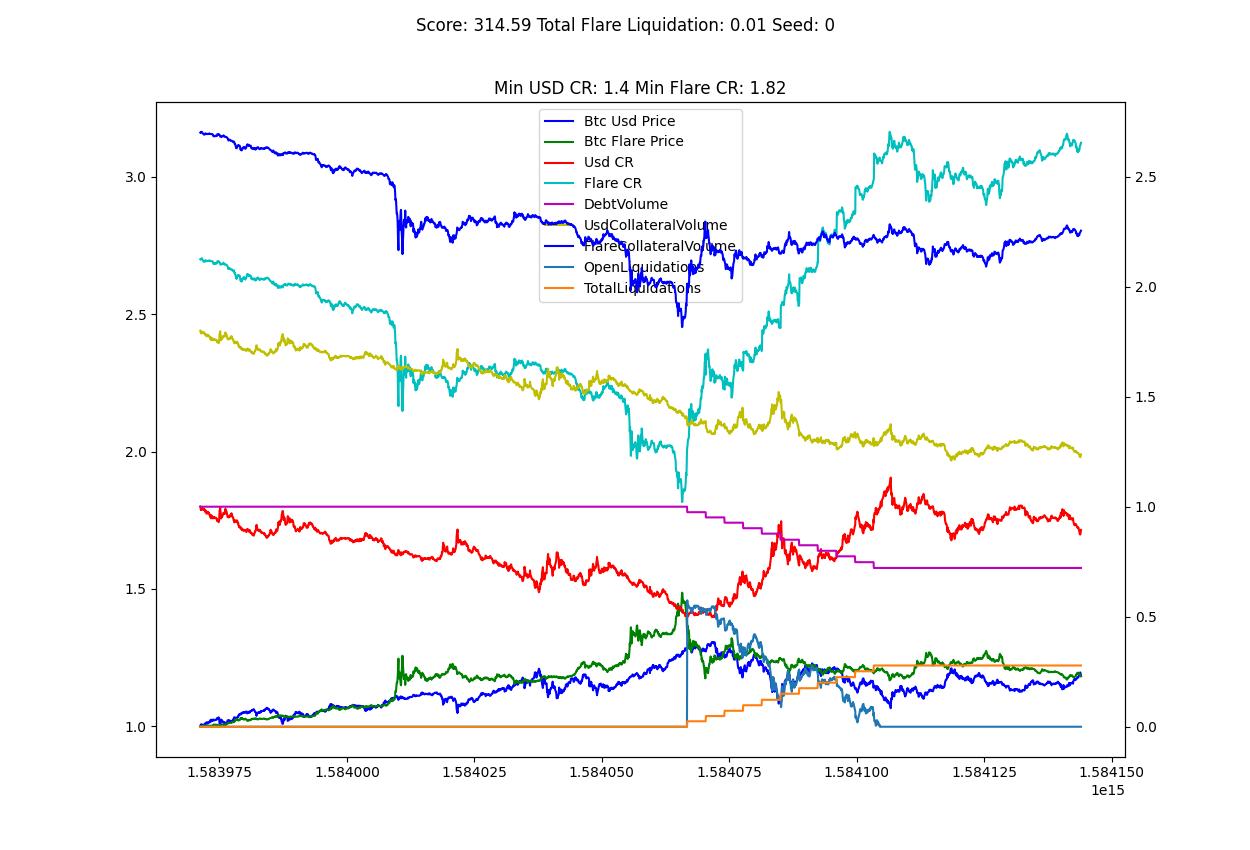 Score: 314.59 Total Flare Liquidation: 0.01 Seed: 0
Min USD CR: 1.4 Min Flare CR: 1.82
Btc Usd Price
Btc Flare Price
Usd CR
Flare CR
DebtVolume
UsdCollateralVolume
FlareCollateralVolume
OpenLiquidations
TotalLiquidations
3.0
2.5
2.0
1.5
1.0
2.5
2.0
1.5
1.0
0.5
0.0
1.583975 1.584000 1.584025 1.584050 1.584075 1.584100 1.584125 1.584150
1e15